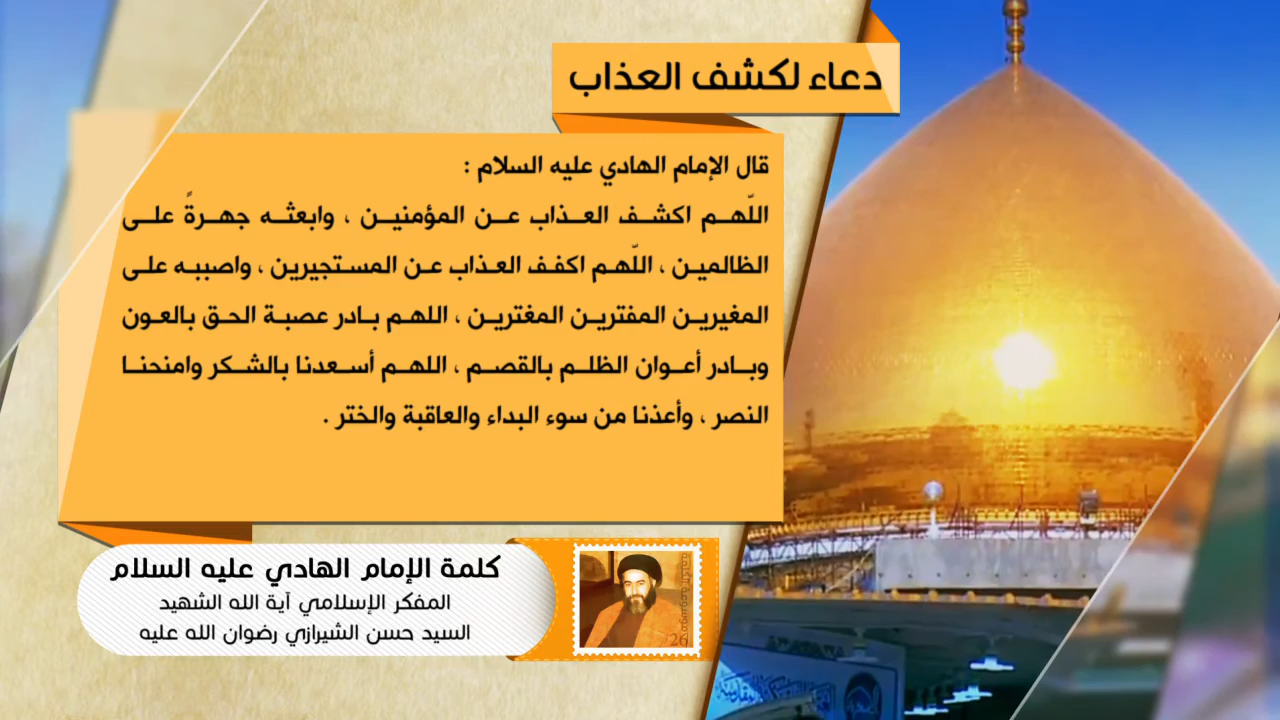 دعاء لكشف العذاب
قال الإمام الهادي عليه السلام :
اللّهم اكشف العذاب عن المؤمنين ، وابعثه جهرةً على
الظالمين ، اللّهم اكفف العذاب عن المستجيرين ، واصببه على
المغيرين المفترين المغترين ، اللهم بادر عصبة الحق بالعون
وبادر أعوان الظلم بالقصم ، اللهم أسعدنا بالشكر وامنحنا
النصر ، وأعذنا من سوء البداء والعاقبة والختر .
كلمة الإمام الهادي عليه السلام
المفكر الإسلامي آية الله الشهيد
السيد حسن الشيرازي رضوان الله عليه
26